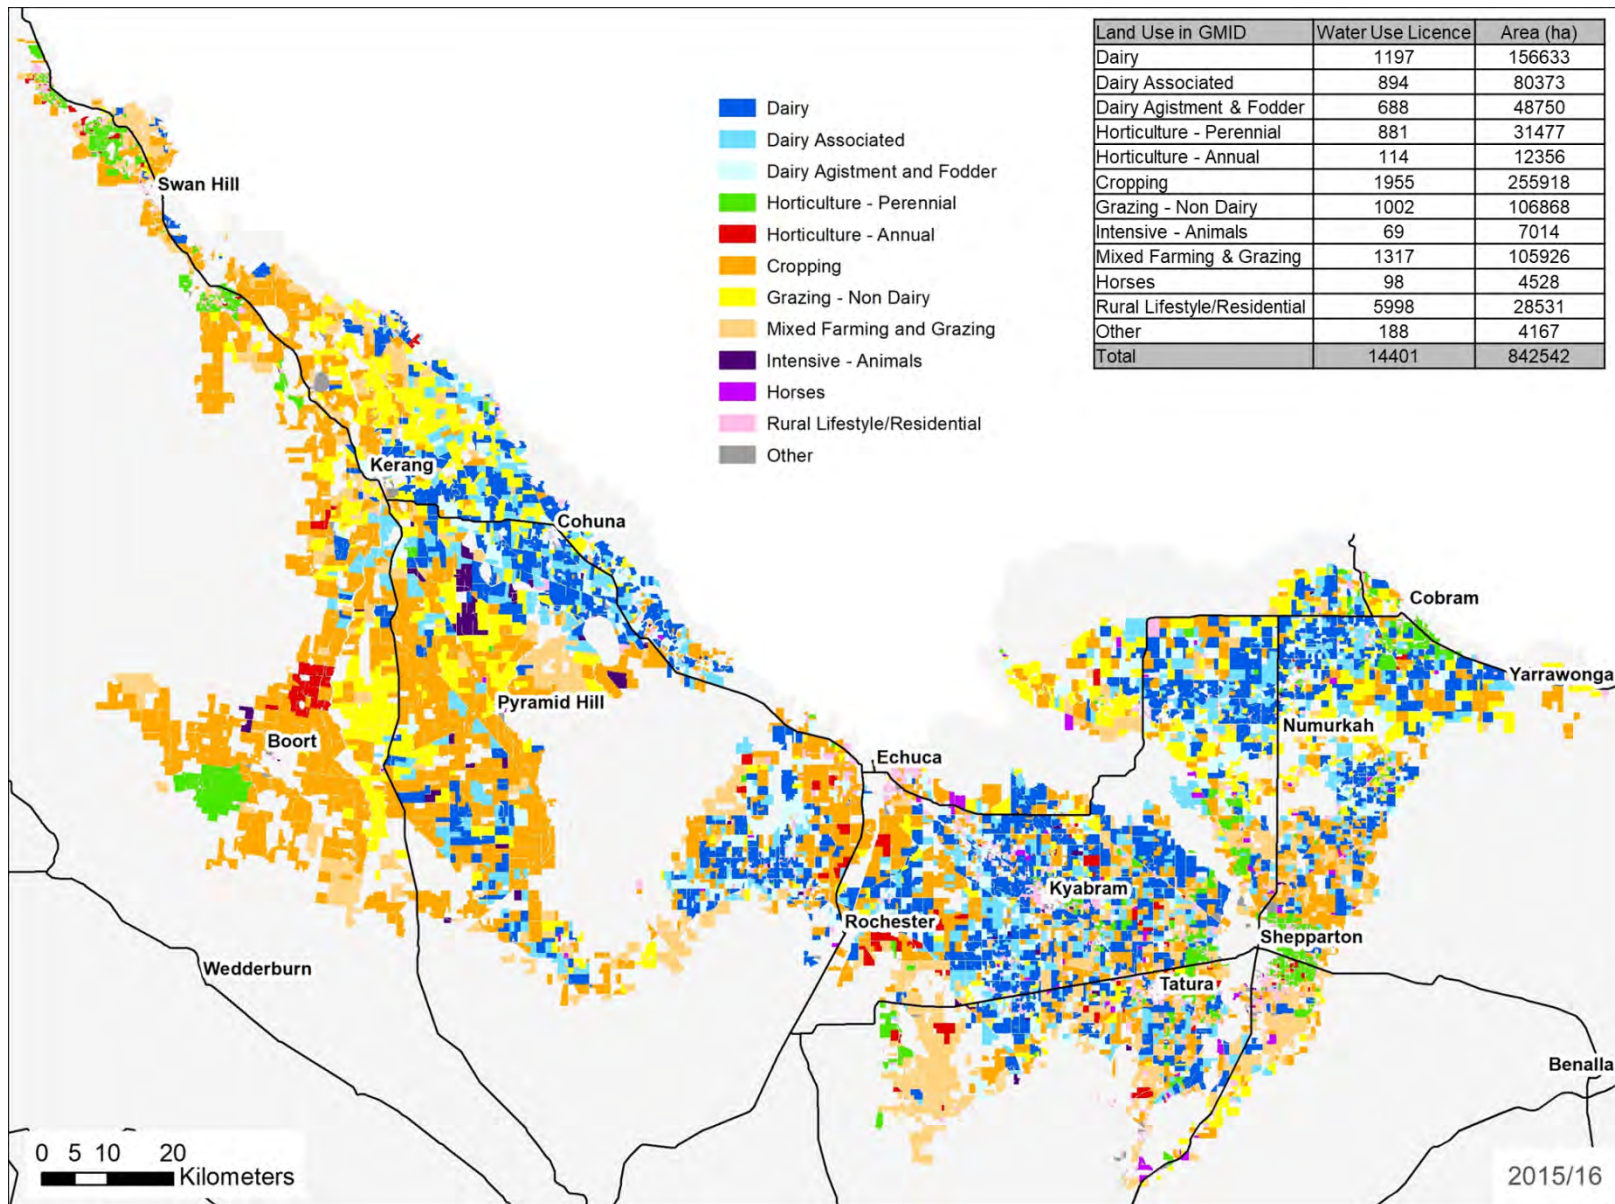 Land Use in GMID Water Use Licence Area (ha)
Dairy 1197 156633
Dairy Associated 894 80373
Dairy Agistment & Fodder 688 48750
Horticulture - Perennial 881 31477
Horticulture - Annual 114 12356
Cropping 1955 255918
Grazing - Non Dairy 1002 106868
Intensive - Animals 69 7014
Mixed Farming & Grazing 1317 105926
Horses 98 4528
Rural Lifestyle/Residential 5998 28531
Other 188 4167
Total 14401 842542
Dairy
Dairy Associated
Dairy Agistment and Fodder
Horticulture - Perennial
Horticulture - Annual
Cropping
Grazing - Non Dairy
Mixed Farming and Grazing
Intensive - Animals
Horses
Rural Lifestyle/Residential
Other
Swan Hill
Kerang
Cohuna
Cobram
Yarrawonga
Pyramid Hill
Numurkah
Boort
Echuca
Kyabram
Rochester
Shepparton
Wedderburn
Tatura
Benalla
0 5 10 20
Kilometers
2015/16